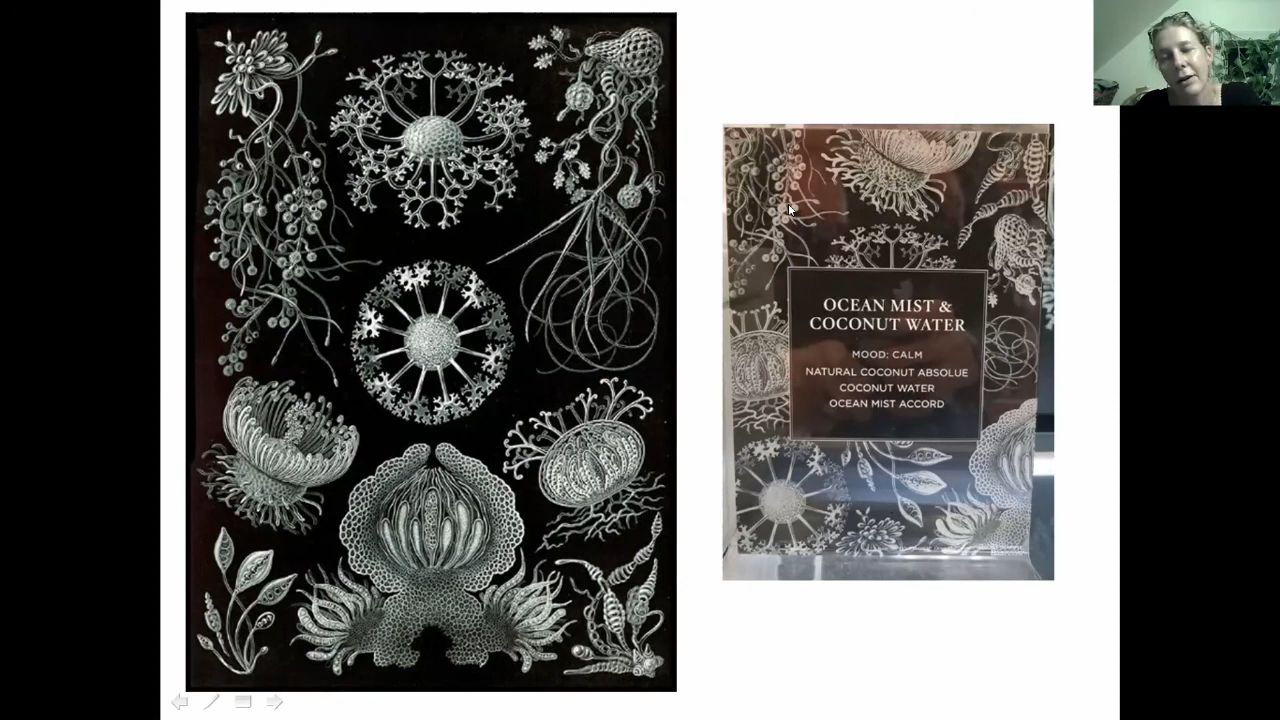 OCEAN MIST &
COCONUT WATER
MOOD: CALM
NATURAL COCONUT ABSOLUE
COCONUT WATER
OCEAN MIST ACCORD